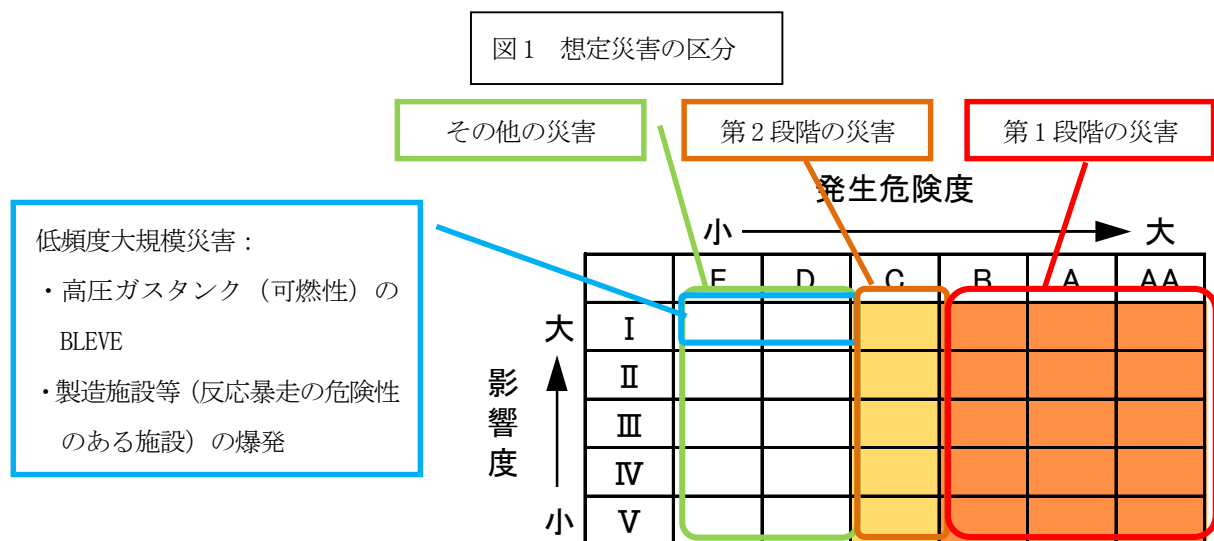 図1　想定災害の区分
その他の災害
第2段階の災害
第1段階の災害
発生危険度
小
大
低頻度大規模災害：
・高圧ガスタンク（可燃性）の
BLEVE
・製造施設等（反応暴走の危険性
のある施設）の爆発
E D C B A AA
大
影響度
小
Ⅰ
Ⅱ
Ⅲ
Ⅳ
Ⅴ